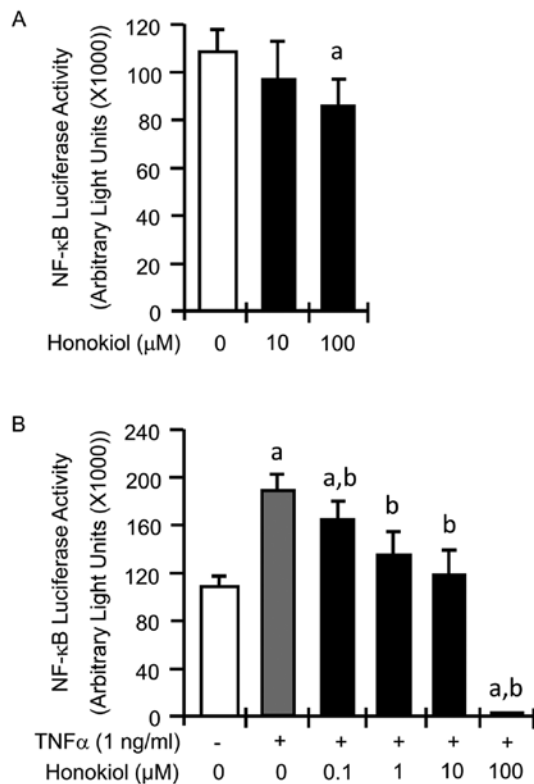 A
NF-κB Luciferase Activity
(Arbitrary Light Units (X1000))
120
100
80
60
40
20
0
a
Honokiol (μM) 0 10 100
B
NF-κB Luciferase Activity
(Arbitrary Light Units (X1000))
240
200
160
120
80
40
0
a
a,b
b
b
a,b
TNFα (1 ng/ml) - + + + + +
Honokiol (μM) 0 0 0.1 1 10 100